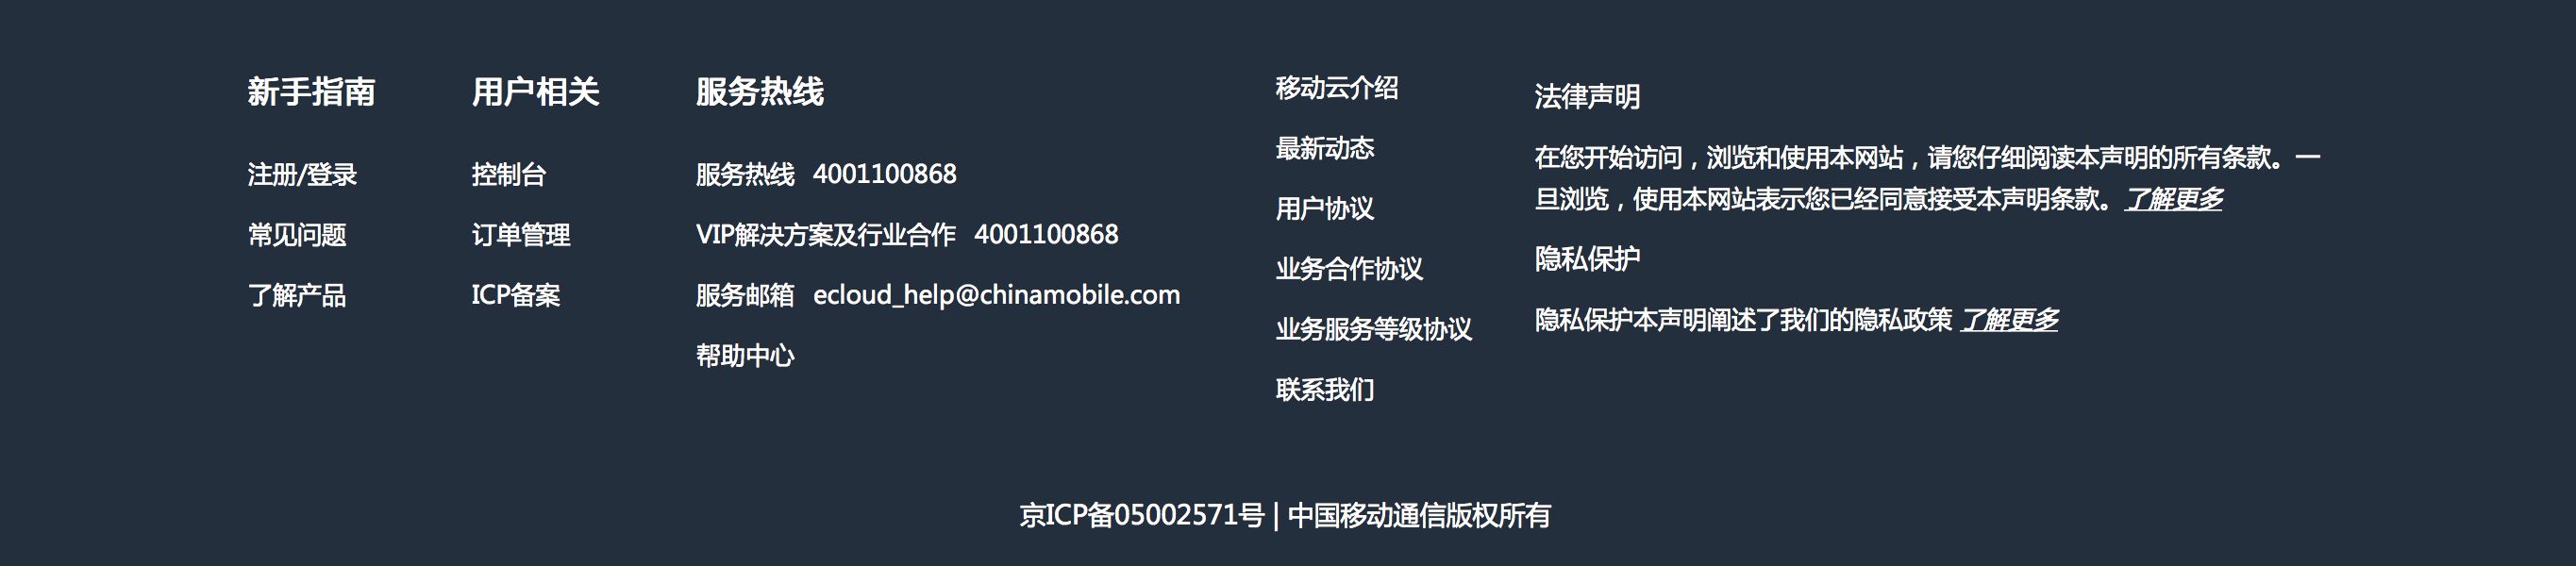 新手指南
注册/登录
常见问题
了解产品
用户相关
控制台
订单管理
ICP备案
服务热线
服务热线 4001100868
VIP解决方案及行业合作 4001100868
服务邮箱 ecloud_help@chinamobile.com
帮助中心
移动云介绍
最新动态
用户协议
业务合作协议
业务服务等级协议
联系我们
法律声明
在您开始访问，浏览和使用本网站，请您仔细阅读本声明的所有条款。一
旦浏览，使用本网站表示您已经同意接受本声明条款。了解更多
隐私保护
隐私保护本声明阐述了我们的隐私政策 了解更多
京ICP备05002571号 | 中国移动通信版权所有